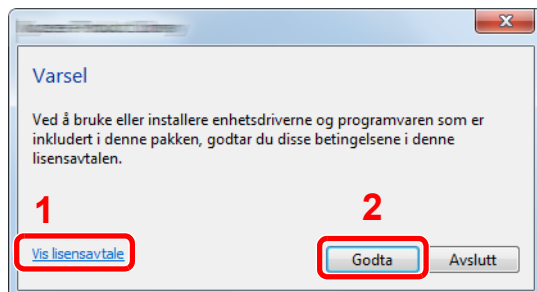 Varsel
Ved å bruke eller installere enhetsdriverne og programvaren som er
inkludert i denne pakken, godtar du disse betingelsene i denne
lisensavtalen.
1
2
Vis lisensavtale
Godta
Avslutt